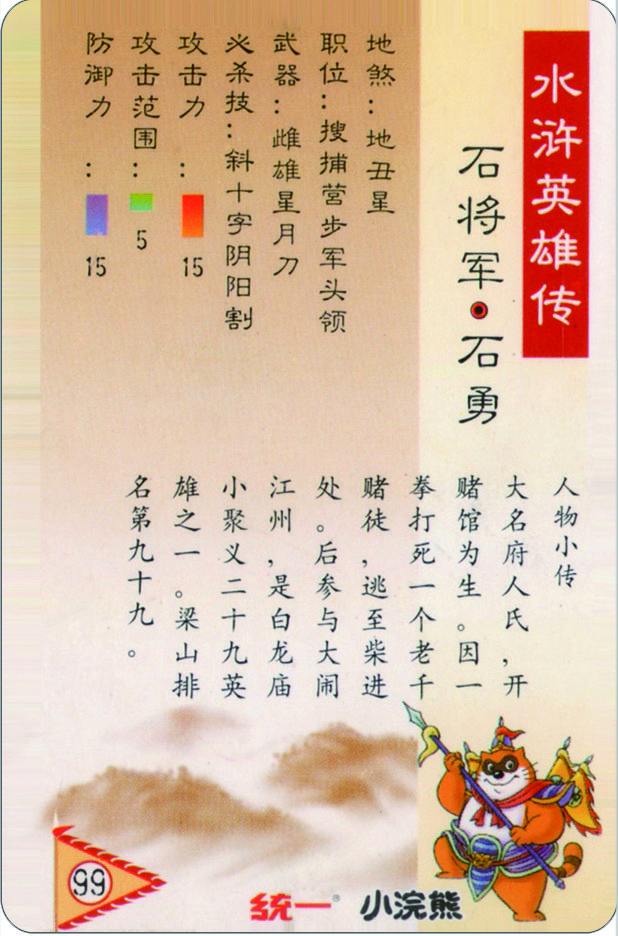 水浒英雄传
石将军·石勇
地煞：地丑星
职位：搜捕营步军头领
武器：雌雄星月刀
必杀技：斜十字阴阳割
攻击力：
15
攻击范围：
5
防御力：
15
人物小传
大名府人氏，开
赌馆为生。因一
拳打死一个老千
赌徒，逃至柴进
处。后参与大闹
江州，是白龙庙
小聚义二十九英
雄之一。梁山排
名第九十九。
99
统一® 小浣熊